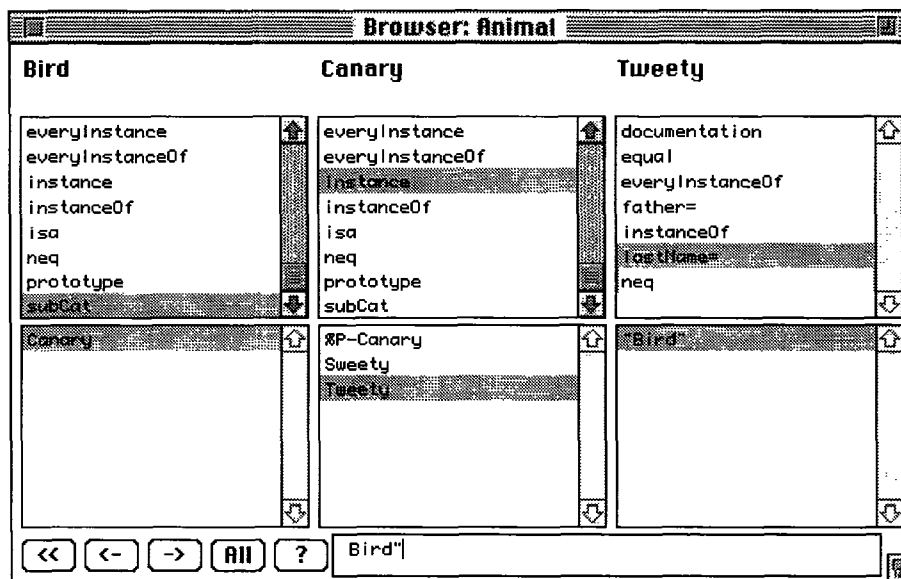 Browser: Animal
Bird
Canary
Tweety
everyInstance
everyInstanceOf
instance
instanceOf
isa
neq
prototype
subCat
everyInstance
everyInstanceOf
instance
instanceOf
isa
neq
prototype
subCat
documentation
equal
everyInstanceOf
father=
instanceOf
lastName=
neq
Canary
%P-Canary
Sweety
Tweety
"Bird"
<< <- -> All ? Bird"